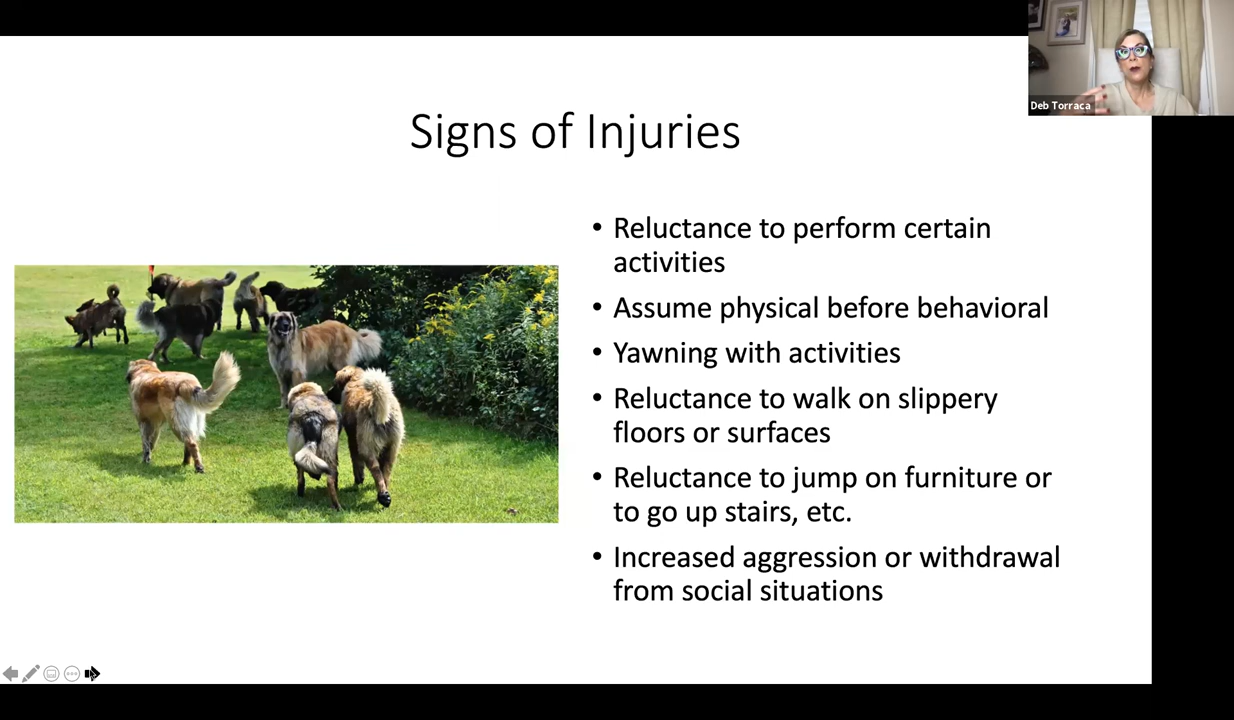 Deb Torraca
Signs of Injuries
• Reluctance to perform certain
activities
• Assume physical before behavioral
• Yawning with activities
• Reluctance to walk on slippery
floors or surfaces
• Reluctance to jump on furniture or
to go up stairs, etc.
• Increased aggression or withdrawal
from social situations